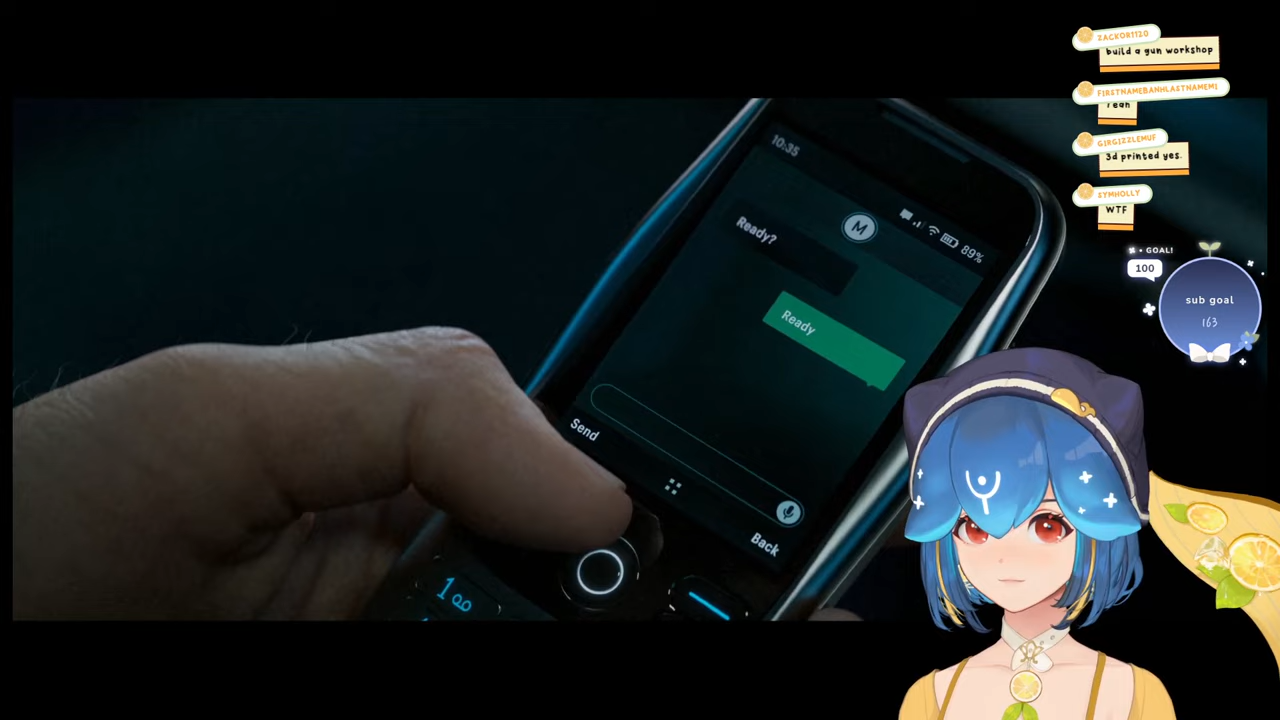 10:35
89%
M
Ready?
Ready
Send
Back
1
ZACKOR1120
build a gun workshop
FIRSTNAMEBANHLASTNAMEMI
Yeah
GIRGIZZLEMUF
3d printed yes.
SYMHOLLY
WTF
GOAL!
100
sub goal
163